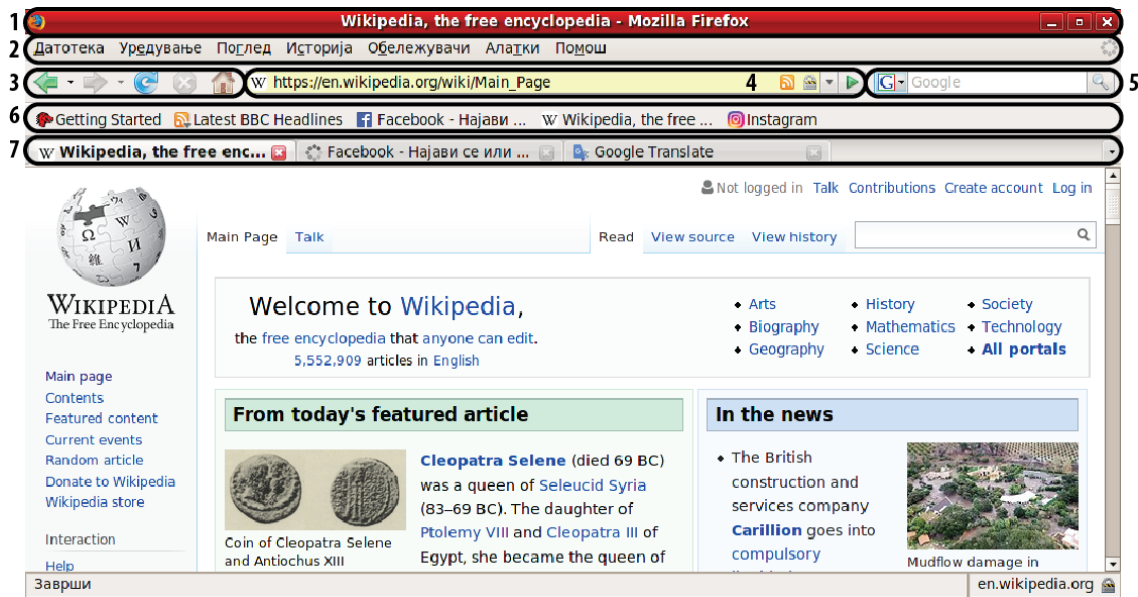 1 Wikipedia, the free encyclopedia - Mozilla Firefox
2 Датотека Уредување Поглед Историја Обележувачи Алатки Помош
3 W https://en.wikipedia.org/wiki/Main_Page 4 G Google 5
6 Getting Started Latest BBC Headlines Facebook - Најави ... W Wikipedia, the free ... Instagram
7 W Wikipedia, the free enc... Facebook - Најави се или ... Google Translate
Not logged in Talk Contributions Create account Log in
Main Page Talk Read View source View history
WIKIPEDIA
The Free Encyclopedia
Main page
Contents
Featured content
Current events
Random article
Donate to Wikipedia
Wikipedia store
Interaction
Help
Welcome to Wikipedia,
the free encyclopedia that anyone can edit.
5,552,909 articles in English
Arts History Society
Biography Mathematics Technology
Geography Science All portals
From today's featured article
Coin of Cleopatra Selene
and Antiochus XIII
Cleopatra Selene (died 69 BC)
was a queen of Seleucid Syria
(83–69 BC). The daughter of
Ptolemy VIII and Cleopatra III of
Egypt, she became the queen of
In the news
The British
construction and
services company
Carillion goes into
compulsory
Mudflow damage in
Заврши en.wikipedia.org